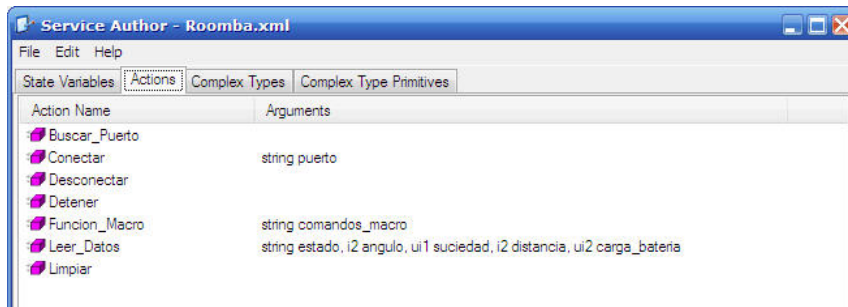 Service Author - Roomba.xml
File Edit Help
State Variables Actions Complex Types Complex Type Primitives
Action Name Arguments
Buscar_Puerto
Conectar string puerto
Desconectar
Detener
Funcion_Macro string comandos_macro
Leer_Datos string estado, i2 angulo, ui1 suciedad, i2 distancia, ui2 carga_bateria
Limpiar